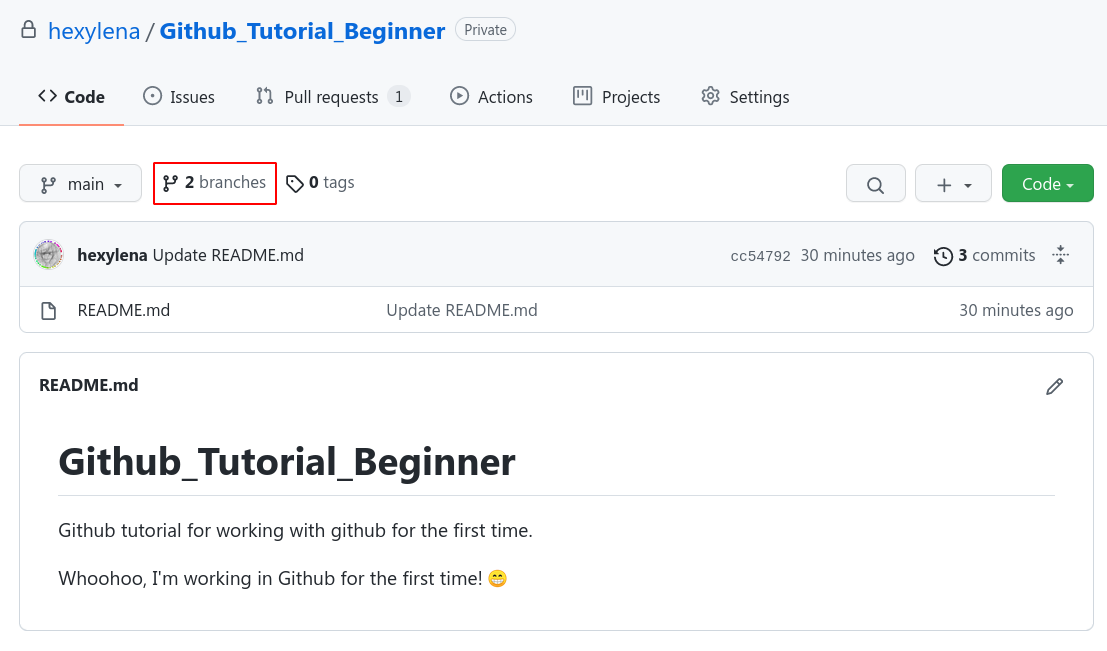 hexylena / Github_Tutorial_Beginner Private
Code Issues Pull requests 1 Actions Projects Settings
main 2 branches 0 tags + Code
hexylena Update README.md cc54792 30 minutes ago 3 commits
README.md Update README.md 30 minutes ago
README.md
Github_Tutorial_Beginner
Github tutorial for working with github for the first time.
Whoohoo, I'm working in Github for the first time! 😁